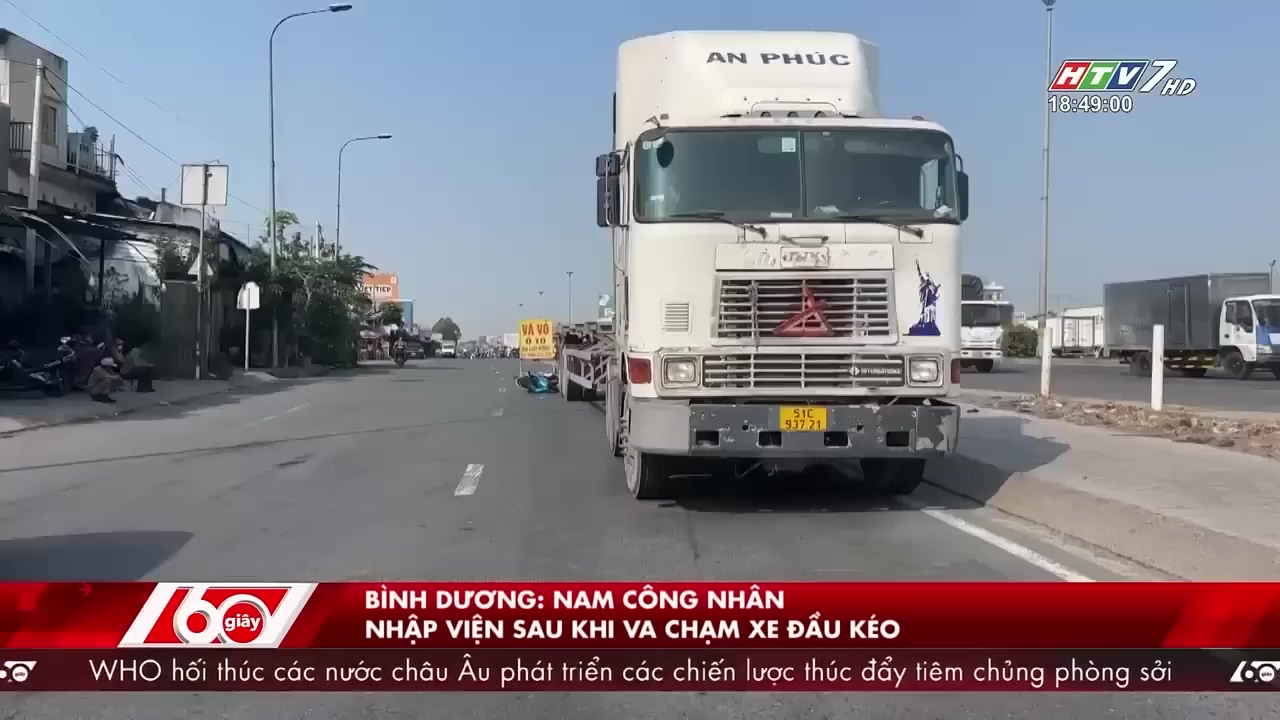 AN PHÚC
HTV7 HD
18:49:00
VÁ VỎ
Ô TÔ
51C
937.21
INTERNATIONAL
60 giây
BÌNH DƯƠNG: NAM CÔNG NHÂN
NHẬP VIỆN SAU KHI VA CHẠM XE ĐẦU KÉO
WHO hối thúc các nước châu Âu phát triển các chiến lược thúc đẩy tiêm chủng phòng sởi